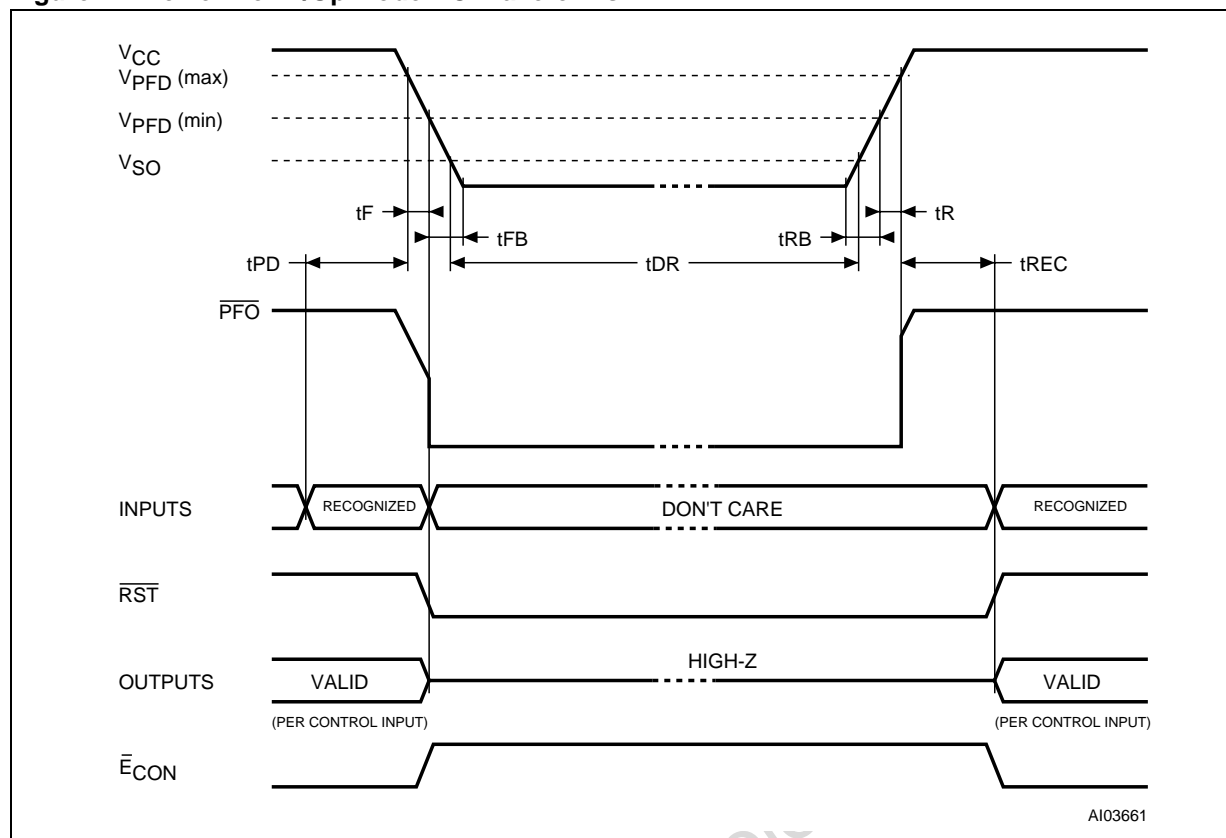 VCC
VPFD (max)
VPFD (min)
VSO
tF
tR
tFB
tRB
tPD
tDR
tREC
PFO
INPUTS
RECOGNIZED
DON'T CARE
RECOGNIZED
RST
HIGH-Z
OUTPUTS
VALID
VALID
(PER CONTROL INPUT)
(PER CONTROL INPUT)
ECON
AI03661